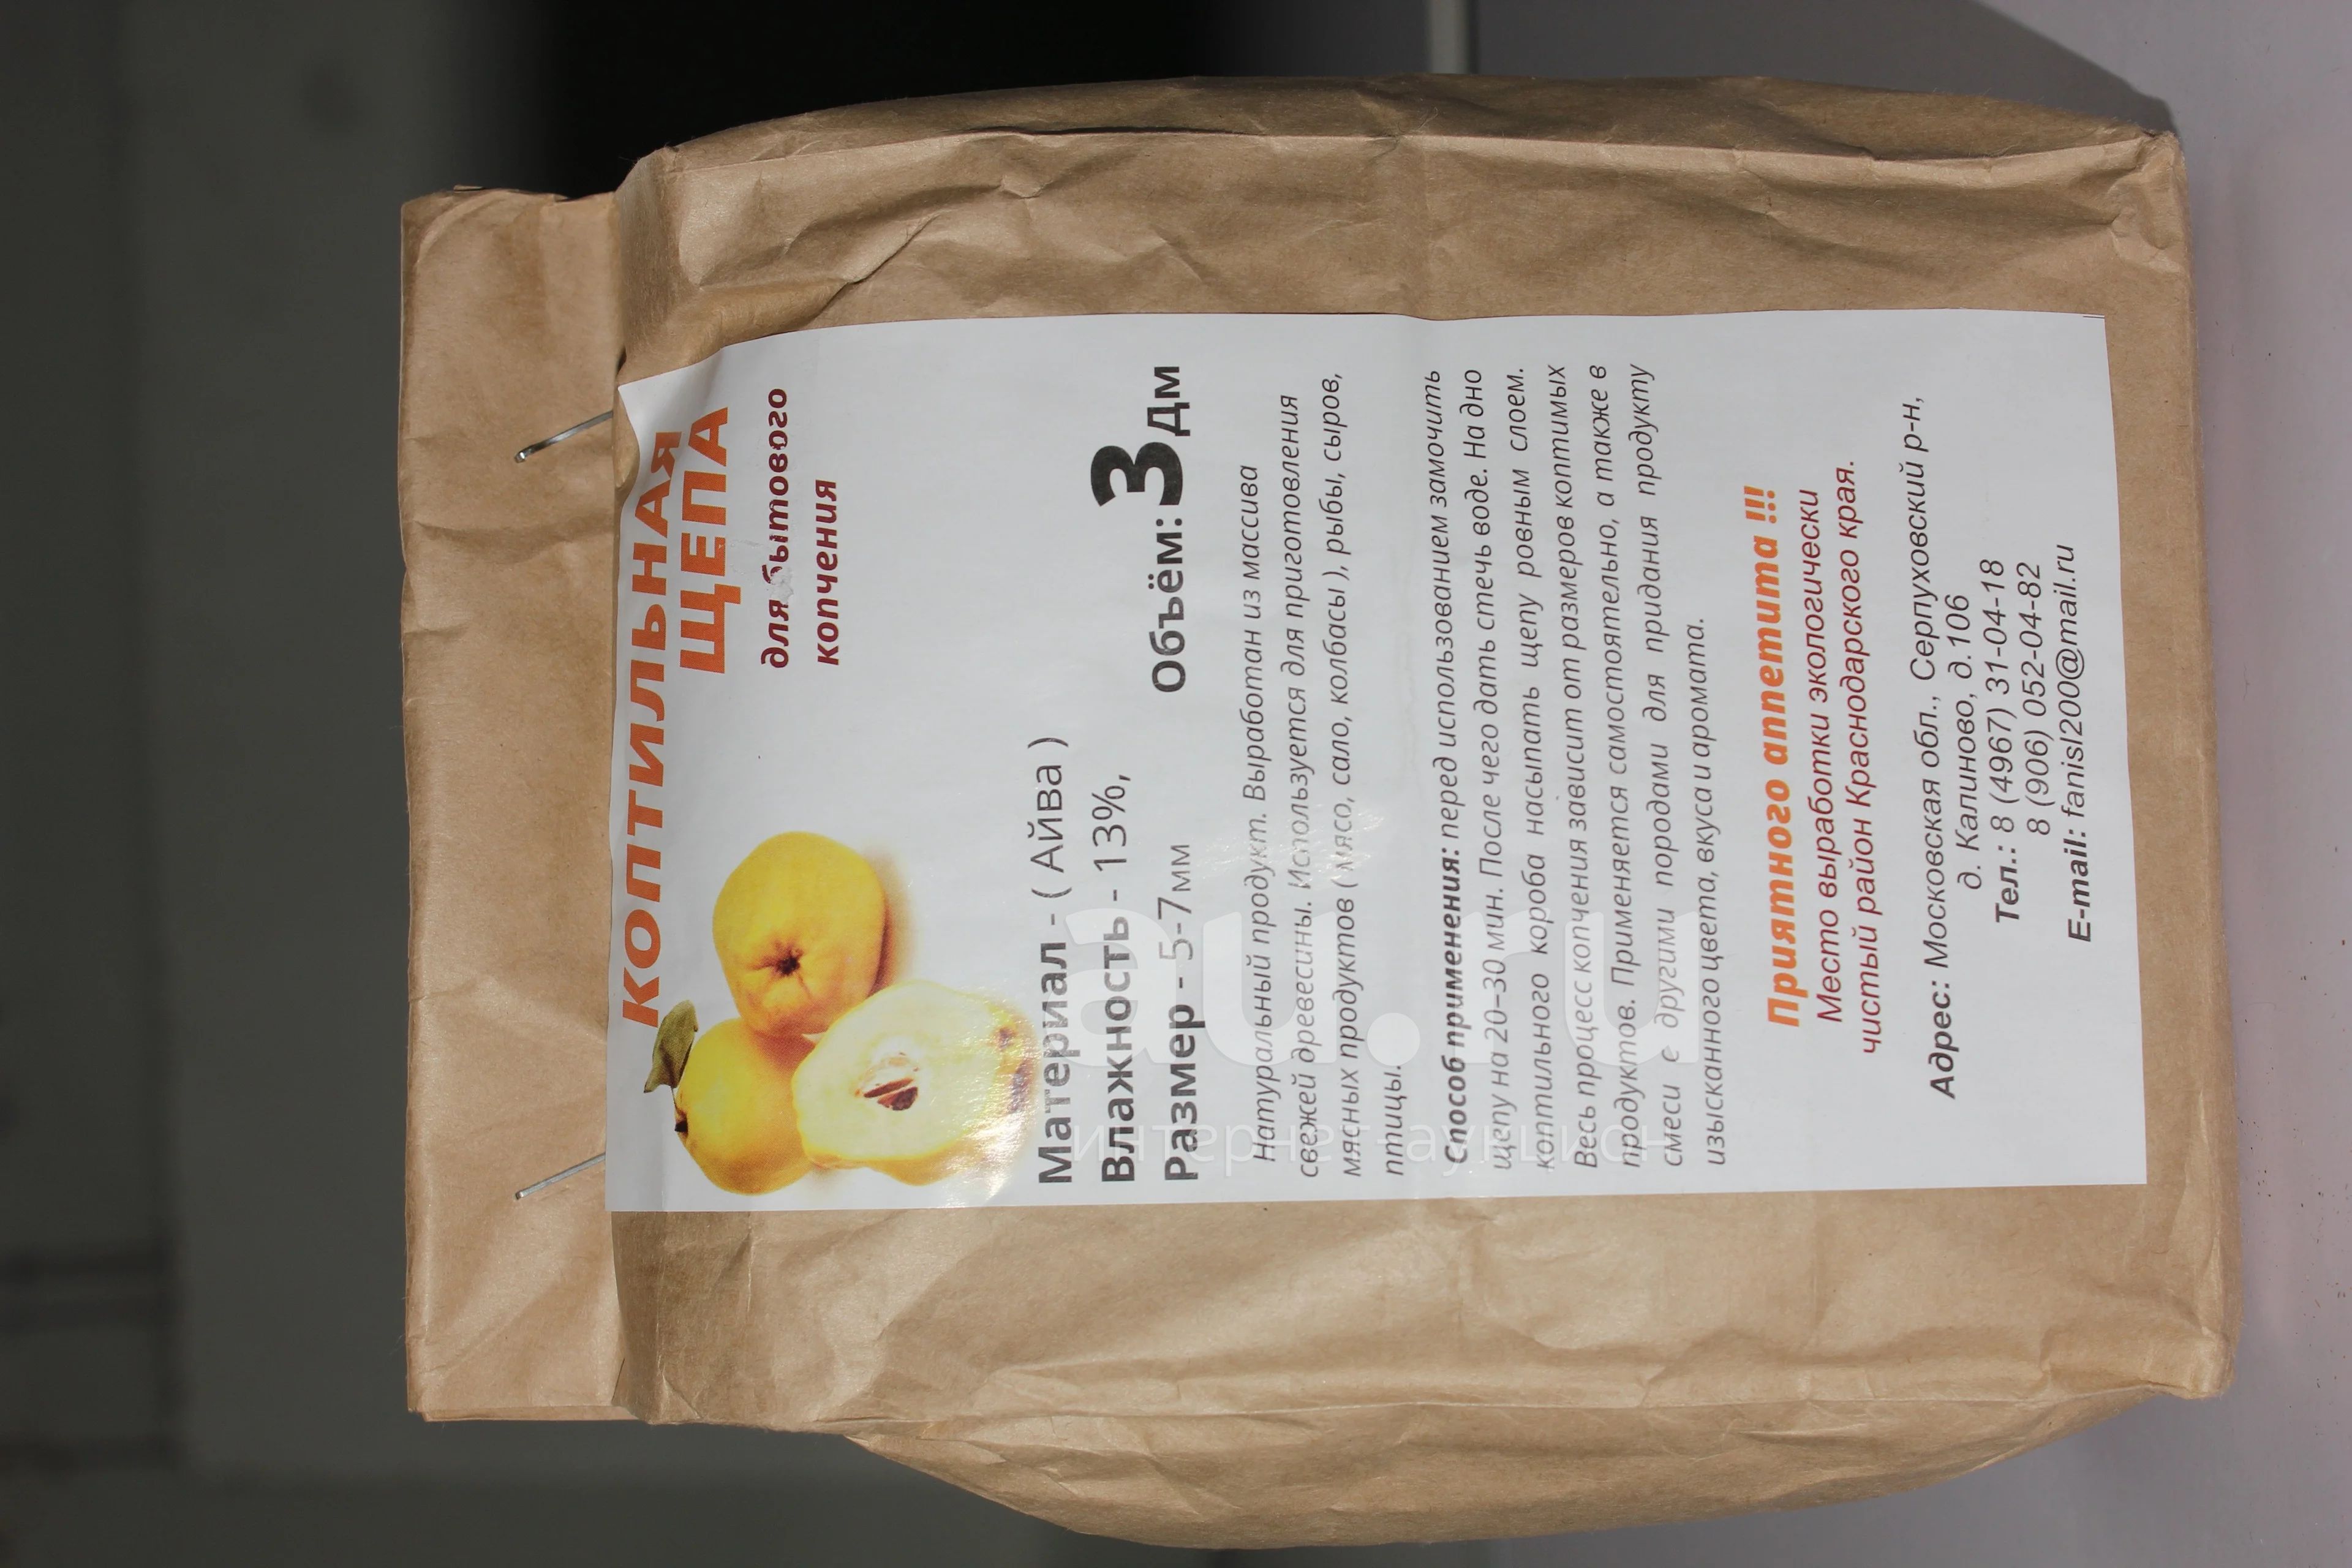 КОПТИЛЬНАЯ
ЩЕПА
для бытового
копчения
Материал - ( Айва )
Влажность - 13%,
Размер - 5-7мм
Объём: 3Дм
Натуральный продукт. Выработан из массива
свежей древесины. Используется для приготовления
мясных продуктов ( мясо, сало, колбасы ), рыбы, сыров,
птицы.
Способ применения: перед использованием замочить
щепу на 20–30 мин. После чего дать стечь воде. На дно
коптильного короба насыпать щепу ровным слоем.
Весь процесс копчения зависит от размеров коптимых
продуктов. Применяется самостоятельно, а также в
смеси с другими породами для придания продукту
изысканного цвета, вкуса и аромата.
Приятного аппетита !!!
Место выработки экологически
чистый район Краснодарского края.
Адрес: Московская обл., Серпуховский р-н,
д. Калиново, д.106
Тел.: 8 (4967) 31-04-18
8 (906) 052-04-82
E-mail: fanisl200@mail.ru
au.ru
интернет-аукцион